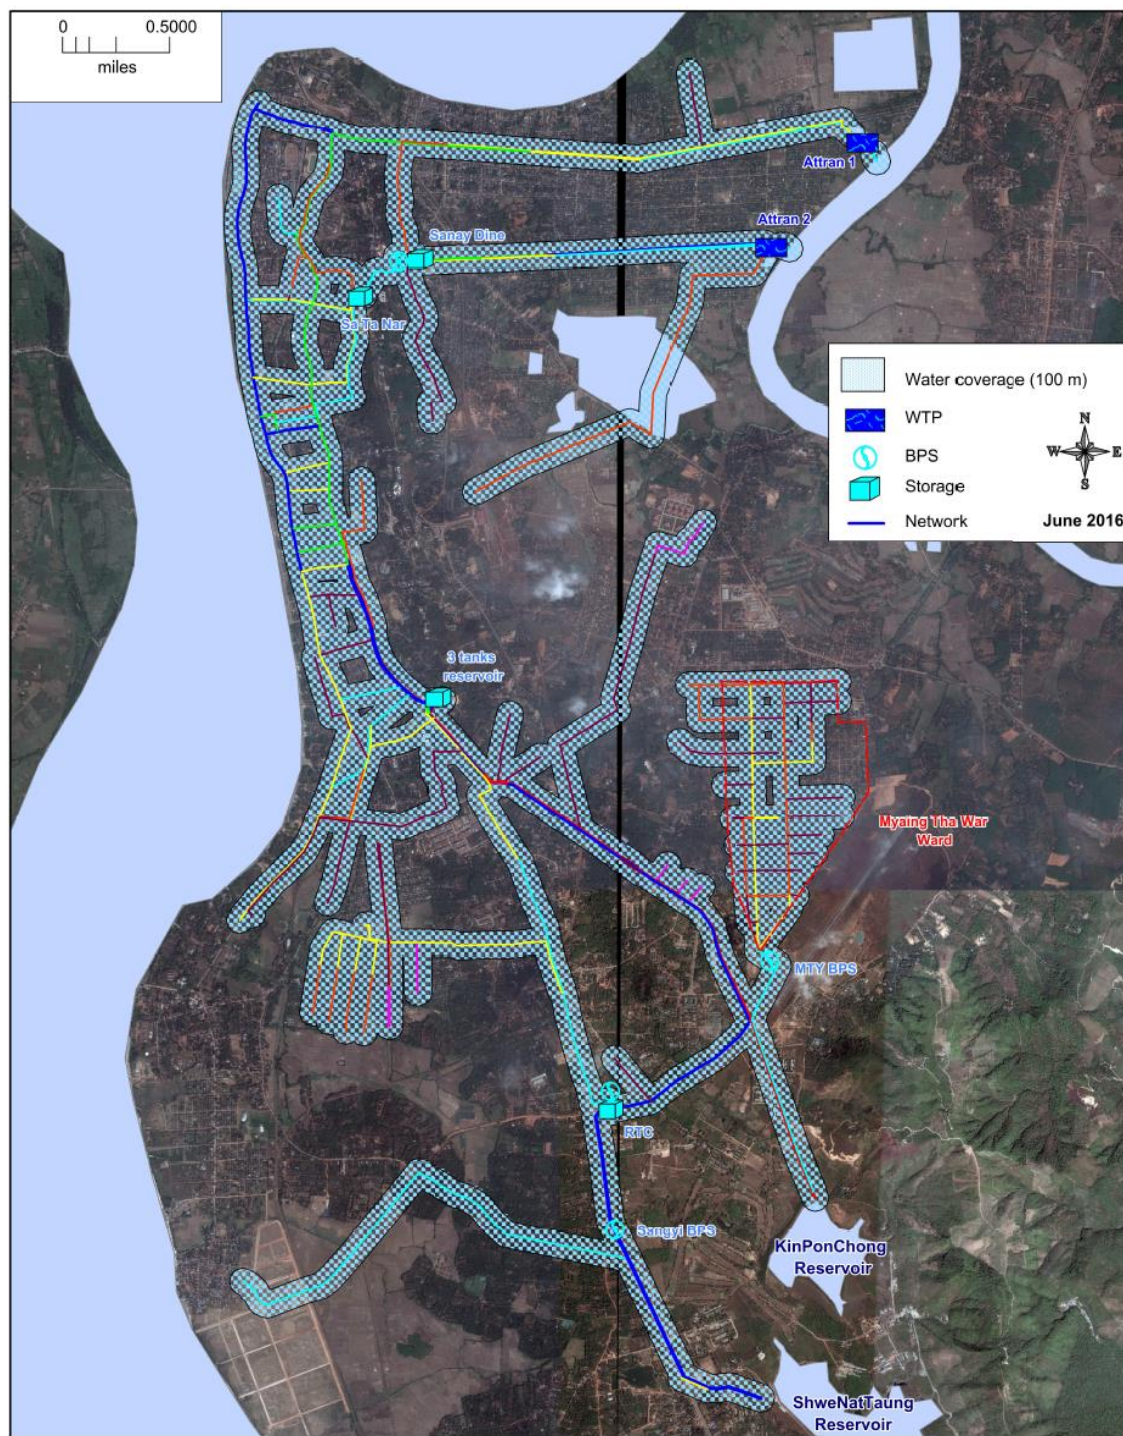 0 0.5000
miles
Attran 1
Attran 2
Sanay Dine
Sa Ta Nar
Water coverage (100 m)
WTP
BPS
Storage
Network
N
W E
S
June 2016
3 tanks
reservoir
Myaing Tha War
Ward
MTY BPS
RTC
Sangyi BPS
KinPonChong
Reservoir
ShweNatTaung
Reservoir